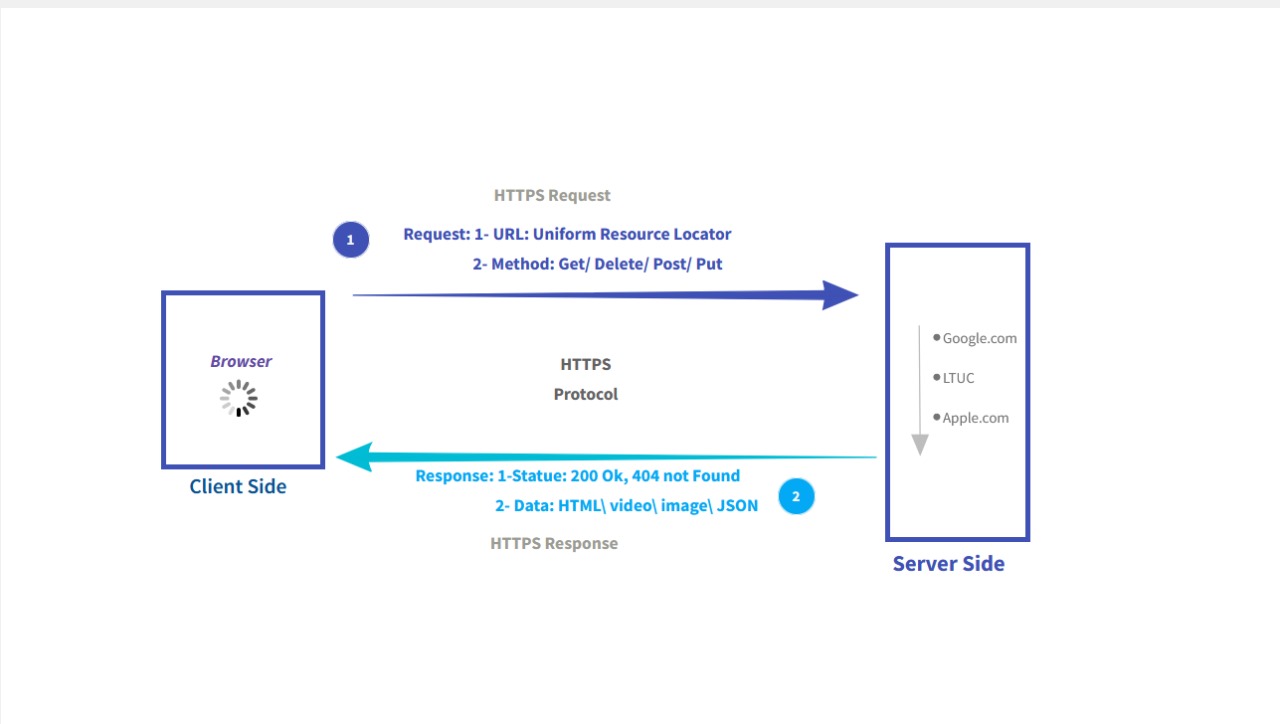 HTTPS Request
1
Request: 1- URL: Uniform Resource Locator
2- Method: Get/ Delete/ Post/ Put
Browser
Client Side
HTTPS
Protocol
•Google.com
•LTUC
•Apple.com
Response: 1-Statue: 200 Ok, 404 not Found
2- Data: HTML\ video\ image\ JSON
2
HTTPS Response
Server Side